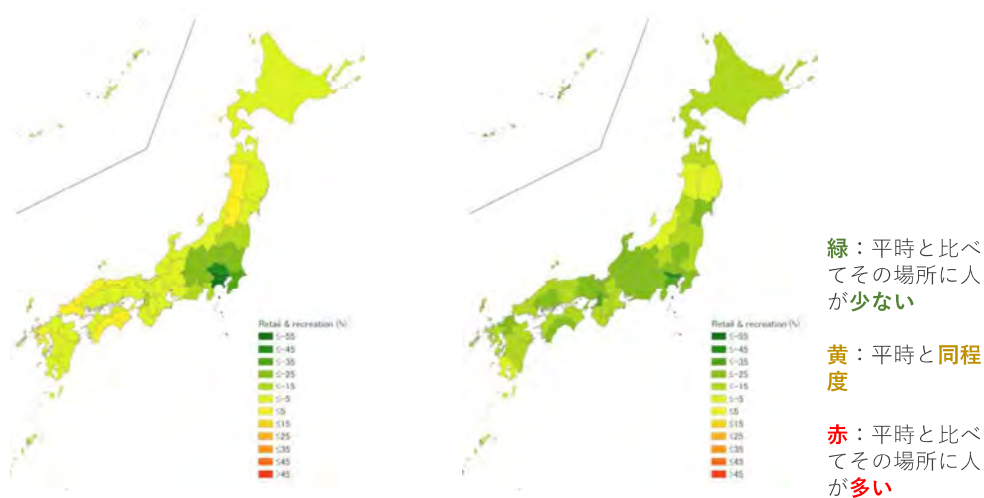 Retail & recreation (%)
≤-55
≤-45
≤-35
≤-25
≤-15
≤-5
≤5
≤15
≤25
≤35
≤45
>45
Retail & recreation (%)
≤-55
≤-45
≤-35
≤-25
≤-15
≤-5
≤5
≤15
≤25
≤35
≤45
>45
緑：平時と比べ
てその場所に人
が少ない
黄：平時と同程
度
赤：平時と比べ
てその場所に人
が多い